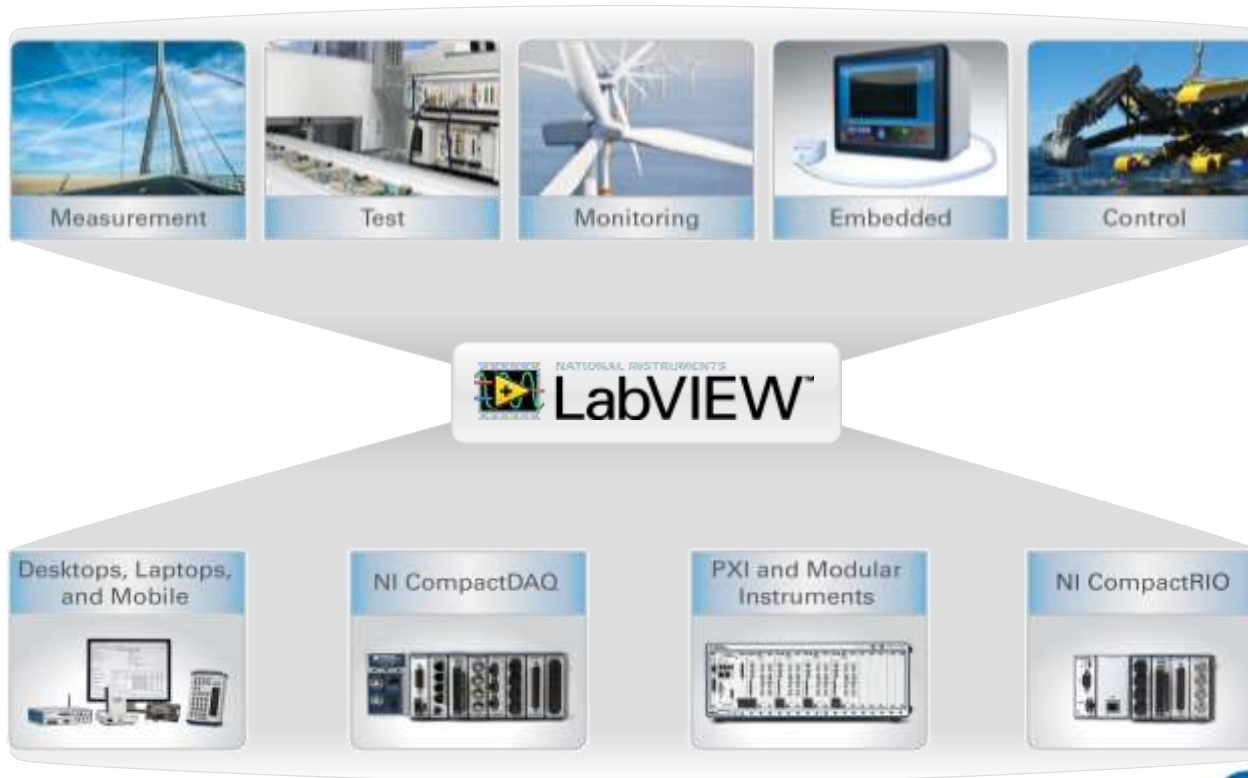 Measurement
Test
Monitoring
Embedded
Control
NATIONAL INSTRUMENTS
LabVIEW™
Desktops, Laptops,
and Mobile
NI CompactDAQ
PXI and Modular
Instruments
NI CompactRIO